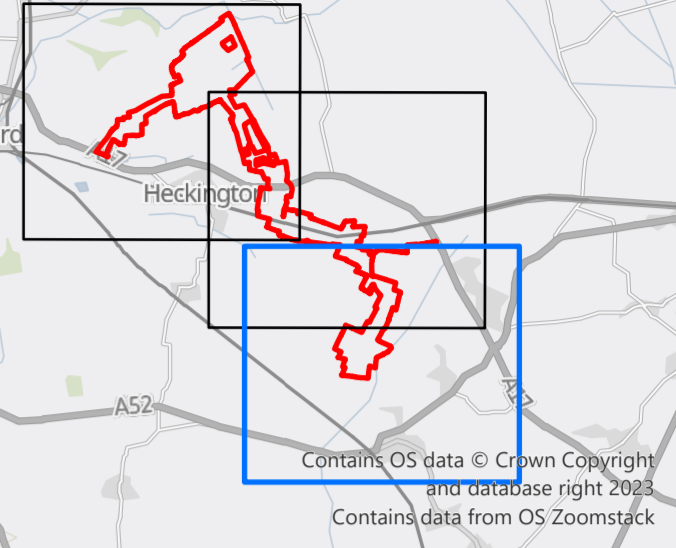 rd
A17
Heckington
A52
A17
Contains OS data © Crown Copyright
and database right 2023
Contains data from OS Zoomstack